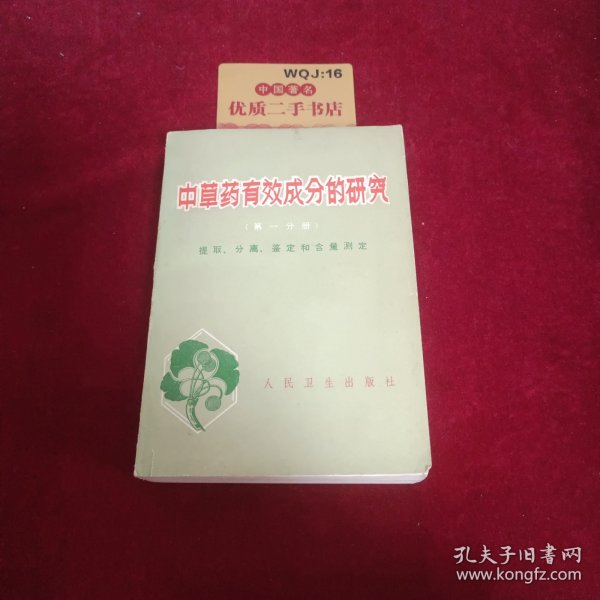 WQJ:16
中国著名
优质二手书店
中草药有效成分的研究
（第一分册）
提取、分离、鉴定和含量测定
人民卫生出版社
孔夫子旧书网
www.kongfz.com